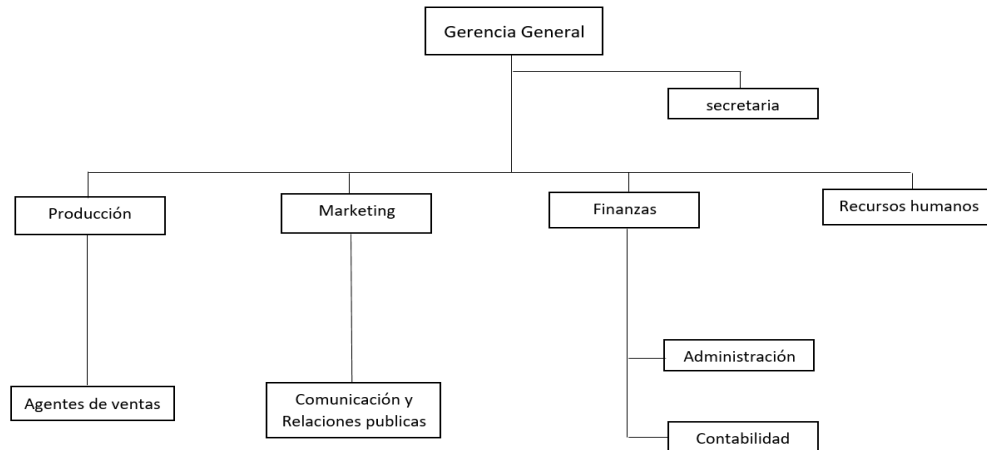 Gerencia General
secretaria
Producción
Marketing
Finanzas
Recursos humanos
Administración
Agentes de ventas
Comunicación y
Relaciones publicas
Contabilidad